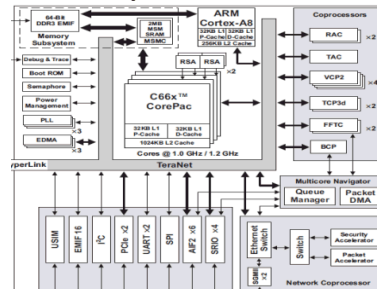 64-Bit
DDR3 EMIF
Memory
Subsystem
2MB
MSM
SRAM
MSMC
ARM
Cortex-A8
32KB L1
P-Cache
32KB L1
D-Cache
256KB L2 Cache
Coprocessors
RAC
×2
TAC
VCP2
×4
TCP3d
×2
FFTC
×2
BCP
Debug & Trace
Boot ROM
Semaphore
Power
Management
PLL
×3
EDMA
×3
RSA
RSA
×2
C66x™
CorePac
32KB L1
P-Cache
32KB L1
D-Cache
1024KB L2 Cache
Cores @ 1.0 GHz / 1.2 GHz
yperLink
TeraNet
Multicore Navigator
Queue
Manager
Packet
DMA
USIM
EMIF16
I²C
PCIe ×2
UART ×2
SPI
AIF2 ×6
SRIO ×4
Ethernet
Switch
Switch
SGMII
×2
Security
Accelerator
Packet
Accelerator
Network Coprocessor